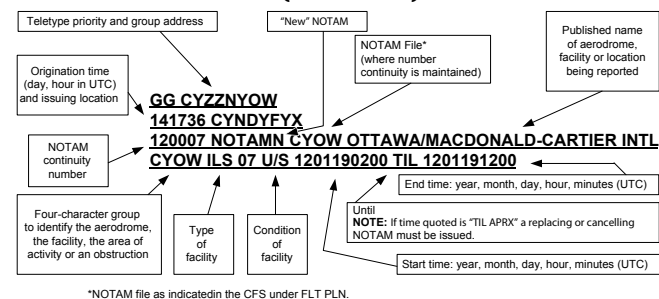 Teletype priority and group address
"New" NOTAM
Published name
of aerodrome,
facility or location
being reported
NOTAM File*
(where number
continuity is maintained)
Origination time
(day, hour in UTC)
and issuing location
GG CYZZNYOW
141736 CYNDYFYX
120007 NOTAMN CYOW OTTAWA/MACDONALD-CARTIER INTL
CYOW ILS 07 U/S 1201190200 TIL 1201191200
NOTAM
continuity
number
End time: year, month, day, hour, minutes (UTC)
Four-character group
to identify the aerodrome,
the facility, the area of
activity or an obstruction
Type
of
facility
Condition
of
facility
Until
NOTE: If time quoted is "TIL APRX" a replacing or cancelling
NOTAM must be issued.
Start time: year, month, day, hour, minutes (UTC)
*NOTAM file as indicatedin the CFS under FLT PLN.